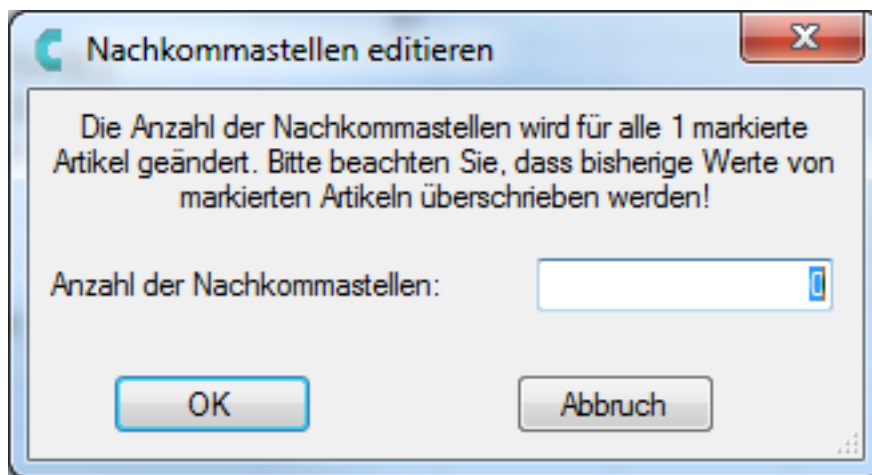 Nachkommastellen editieren
Die Anzahl der Nachkommastellen wird für alle 1 markierte
Artikel geändert. Bitte beachten Sie, dass bisherige Werte von
markierten Artikeln überschrieben werden!
Anzahl der Nachkommastellen: 0
OK Abbruch